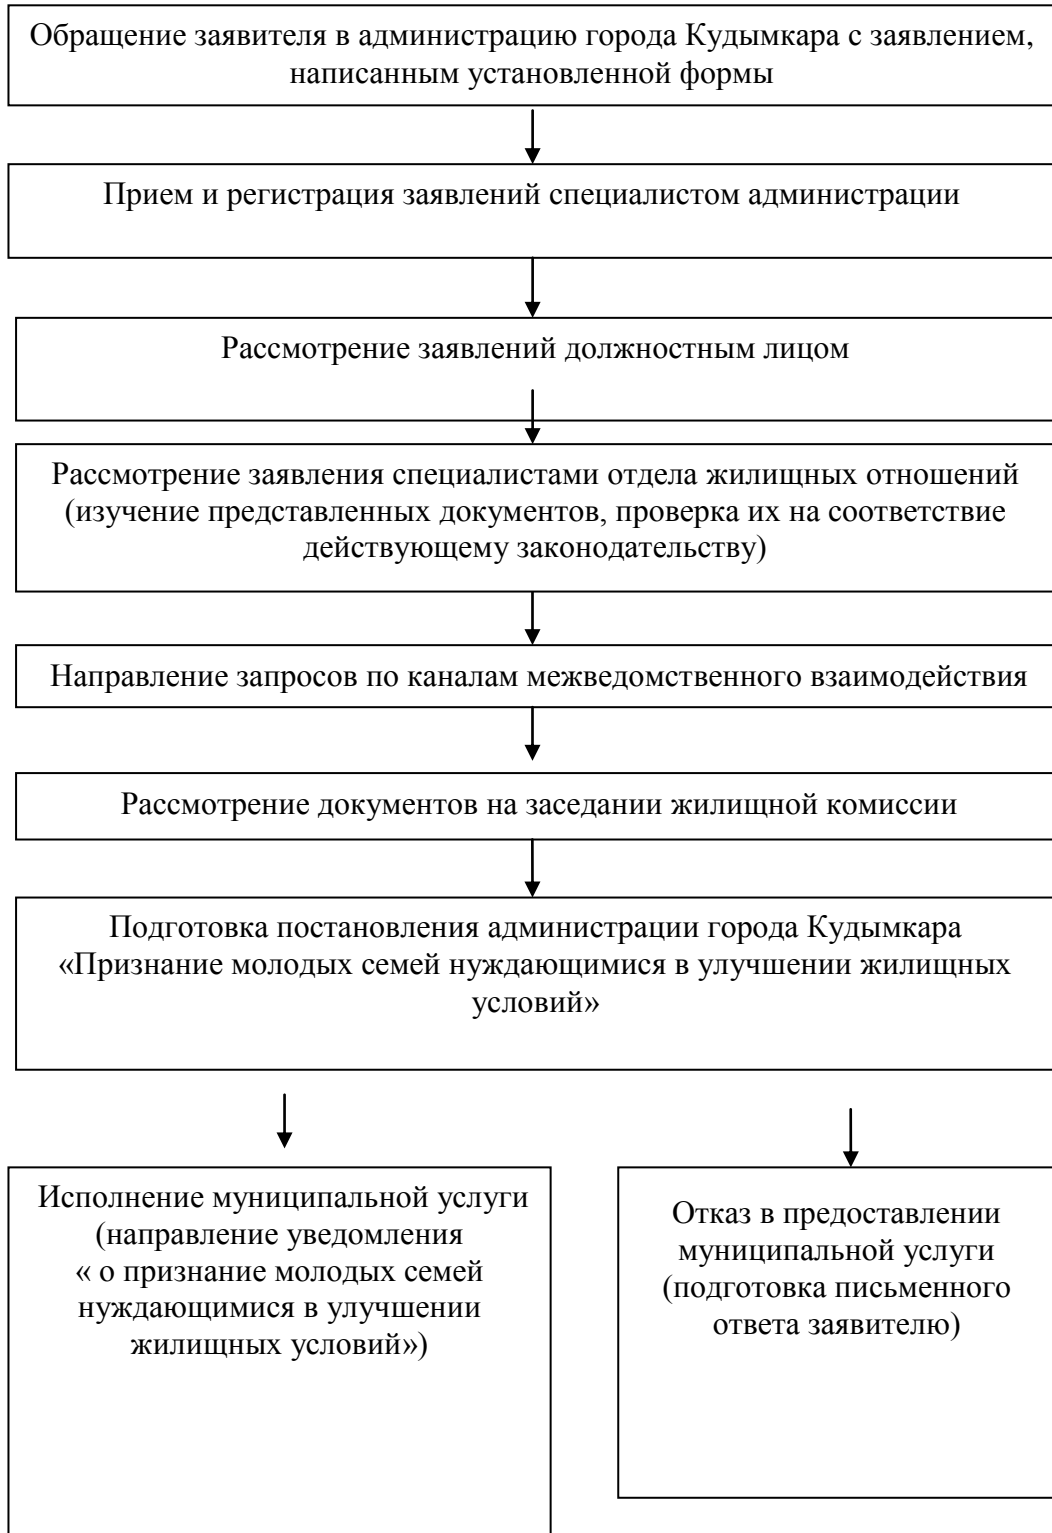 Обращение заявителя в администрацию города Кудымкара с заявлением,
написанным установленной формы
Прием и регистрация заявлений специалистом администрации
Рассмотрение заявлений должностным лицом
Рассмотрение заявления специалистами отдела жилищных отношений
(изучение представленных документов, проверка их на соответствие
действующему законодательству)
Направление запросов по каналам межведомственного взаимодействия
Рассмотрение документов на заседании жилищной комиссии
Подготовка постановления администрации города Кудымкара
«Признание молодых семей нуждающимися в улучшении жилищных
условий»
Исполнение муниципальной услуги
(направление уведомления
« о признание молодых семей
нуждающимися в улучшении
жилищных условий»)
Отказ в предоставлении
муниципальной услуги
(подготовка письменного
ответа заявителю)